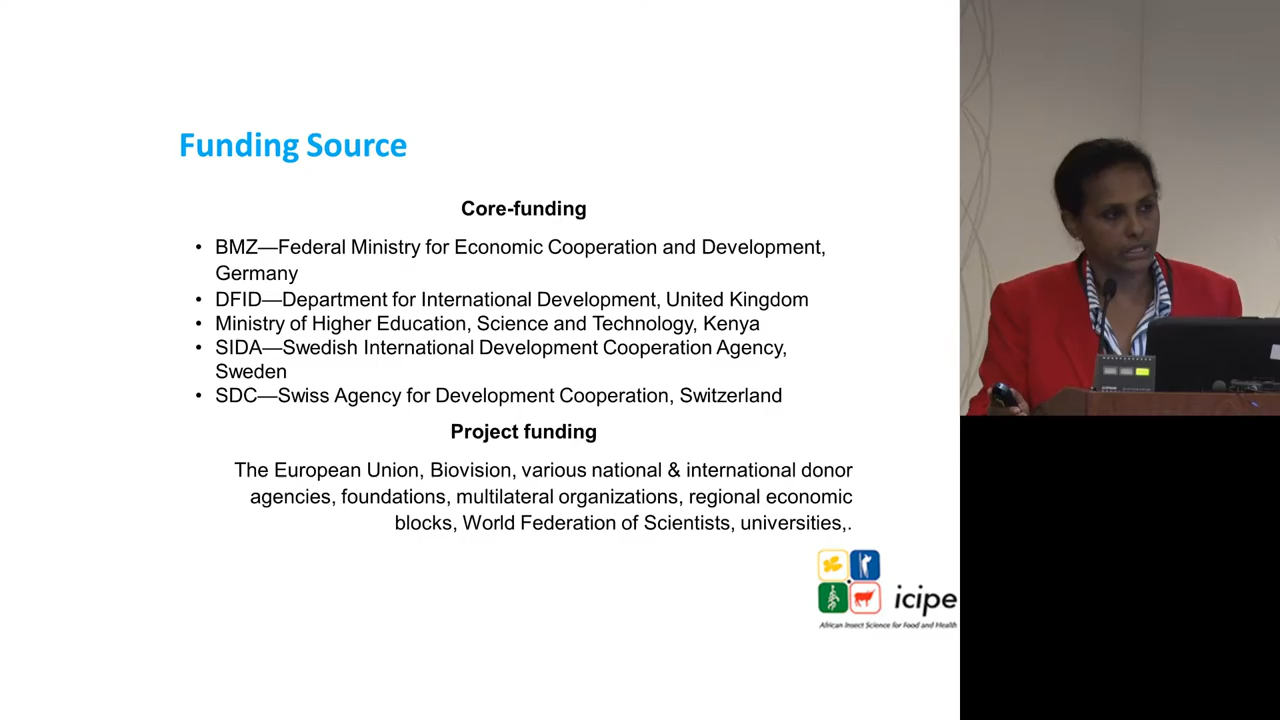 Funding Source
Core-funding
• BMZ—Federal Ministry for Economic Cooperation and Development,
Germany
• DFID—Department for International Development, United Kingdom
• Ministry of Higher Education, Science and Technology, Kenya
• SIDA—Swedish International Development Cooperation Agency,
Sweden
• SDC—Swiss Agency for Development Cooperation, Switzerland
Project funding
The European Union, Biovision, various national & international donor
agencies, foundations, multilateral organizations, regional economic
blocks, World Federation of Scientists, universities,.
icipe
African Insect Science for Food and Health